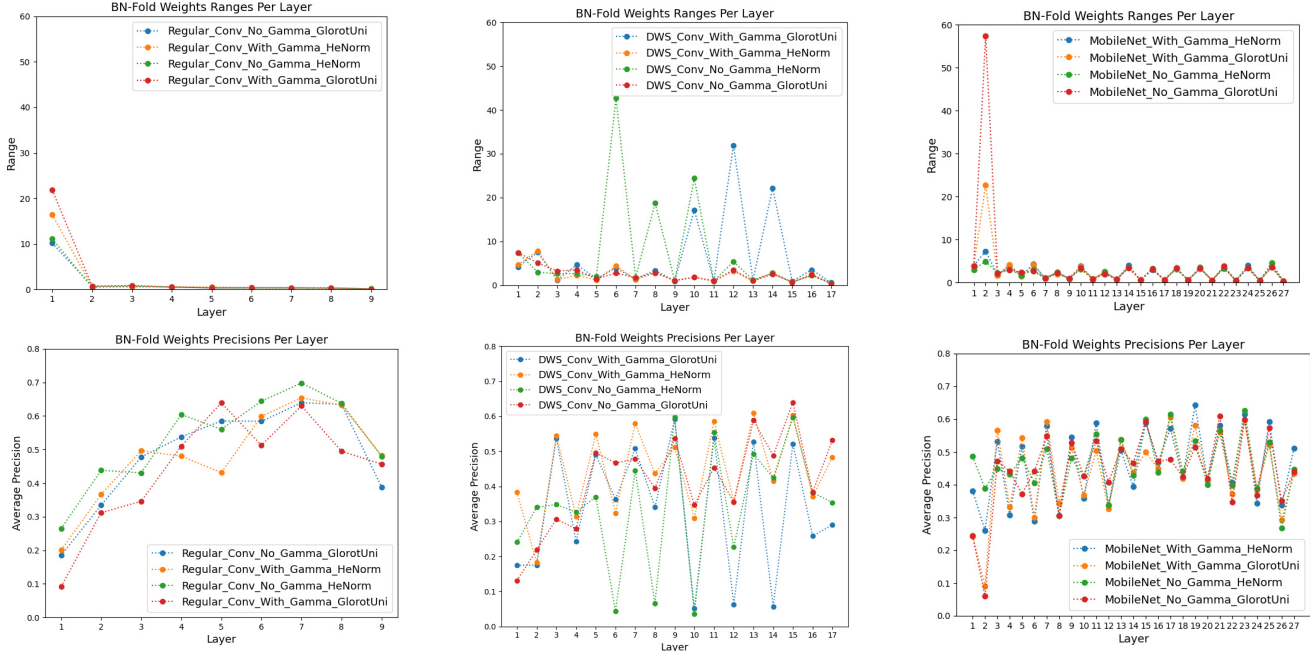 BN-Fold Weights Ranges Per Layer
60
50
40
30
20
10
0
Range
Regular_Conv_No_Gamma_GlorotUni
Regular_Conv_With_Gamma_HeNorm
Regular_Conv_No_Gamma_HeNorm
Regular_Conv_With_Gamma_GlorotUni
1 2 3 4 5 6 7 8 9
Layer
BN-Fold Weights Ranges Per Layer
60
50
40
30
20
10
0
Range
DWS_Conv_With_Gamma_GlorotUni
DWS_Conv_With_Gamma_HeNorm
DWS_Conv_No_Gamma_HeNorm
DWS_Conv_No_Gamma_GlorotUni
1 2 3 4 5 6 7 8 9 10 11 12 13 14 15 16 17
Layer
BN-Fold Weights Ranges Per Layer
60
50
40
30
20
10
0
Range
MobileNet_With_Gamma_HeNorm
MobileNet_With_Gamma_GlorotUni
MobileNet_No_Gamma_HeNorm
MobileNet_No_Gamma_GlorotUni
1 2 3 4 5 6 7 8 9 10 11 12 13 14 15 16 17 18 19 20 21 22 23 24 25 26 27
Layer
BN-Fold Weights Precisions Per Layer
0.8
0.7
0.6
0.5
0.4
0.3
0.2
0.1
0.0
Average Precision
Regular_Conv_No_Gamma_GlorotUni
Regular_Conv_With_Gamma_HeNorm
Regular_Conv_No_Gamma_HeNorm
Regular_Conv_With_Gamma_GlorotUni
1 2 3 4 5 6 7 8 9
Layer
BN-Fold Weights Precisions Per Layer
0.8
0.7
0.6
0.5
0.4
0.3
0.2
0.1
0.0
Average Precision
DWS_Conv_With_Gamma_GlorotUni
DWS_Conv_With_Gamma_HeNorm
DWS_Conv_No_Gamma_HeNorm
DWS_Conv_No_Gamma_GlorotUni
1 2 3 4 5 6 7 8 9 10 11 12 13 14 15 16 17
Layer
BN-Fold Weights Precisions Per Layer
0.8
0.7
0.6
0.5
0.4
0.3
0.2
0.1
0.0
Average Precision
MobileNet_With_Gamma_HeNorm
MobileNet_With_Gamma_GlorotUni
MobileNet_No_Gamma_HeNorm
MobileNet_No_Gamma_GlorotUni
1 2 3 4 5 6 7 8 9 10 11 12 13 14 15 16 17 18 19 20 21 22 23 24 25 26 27
Layer